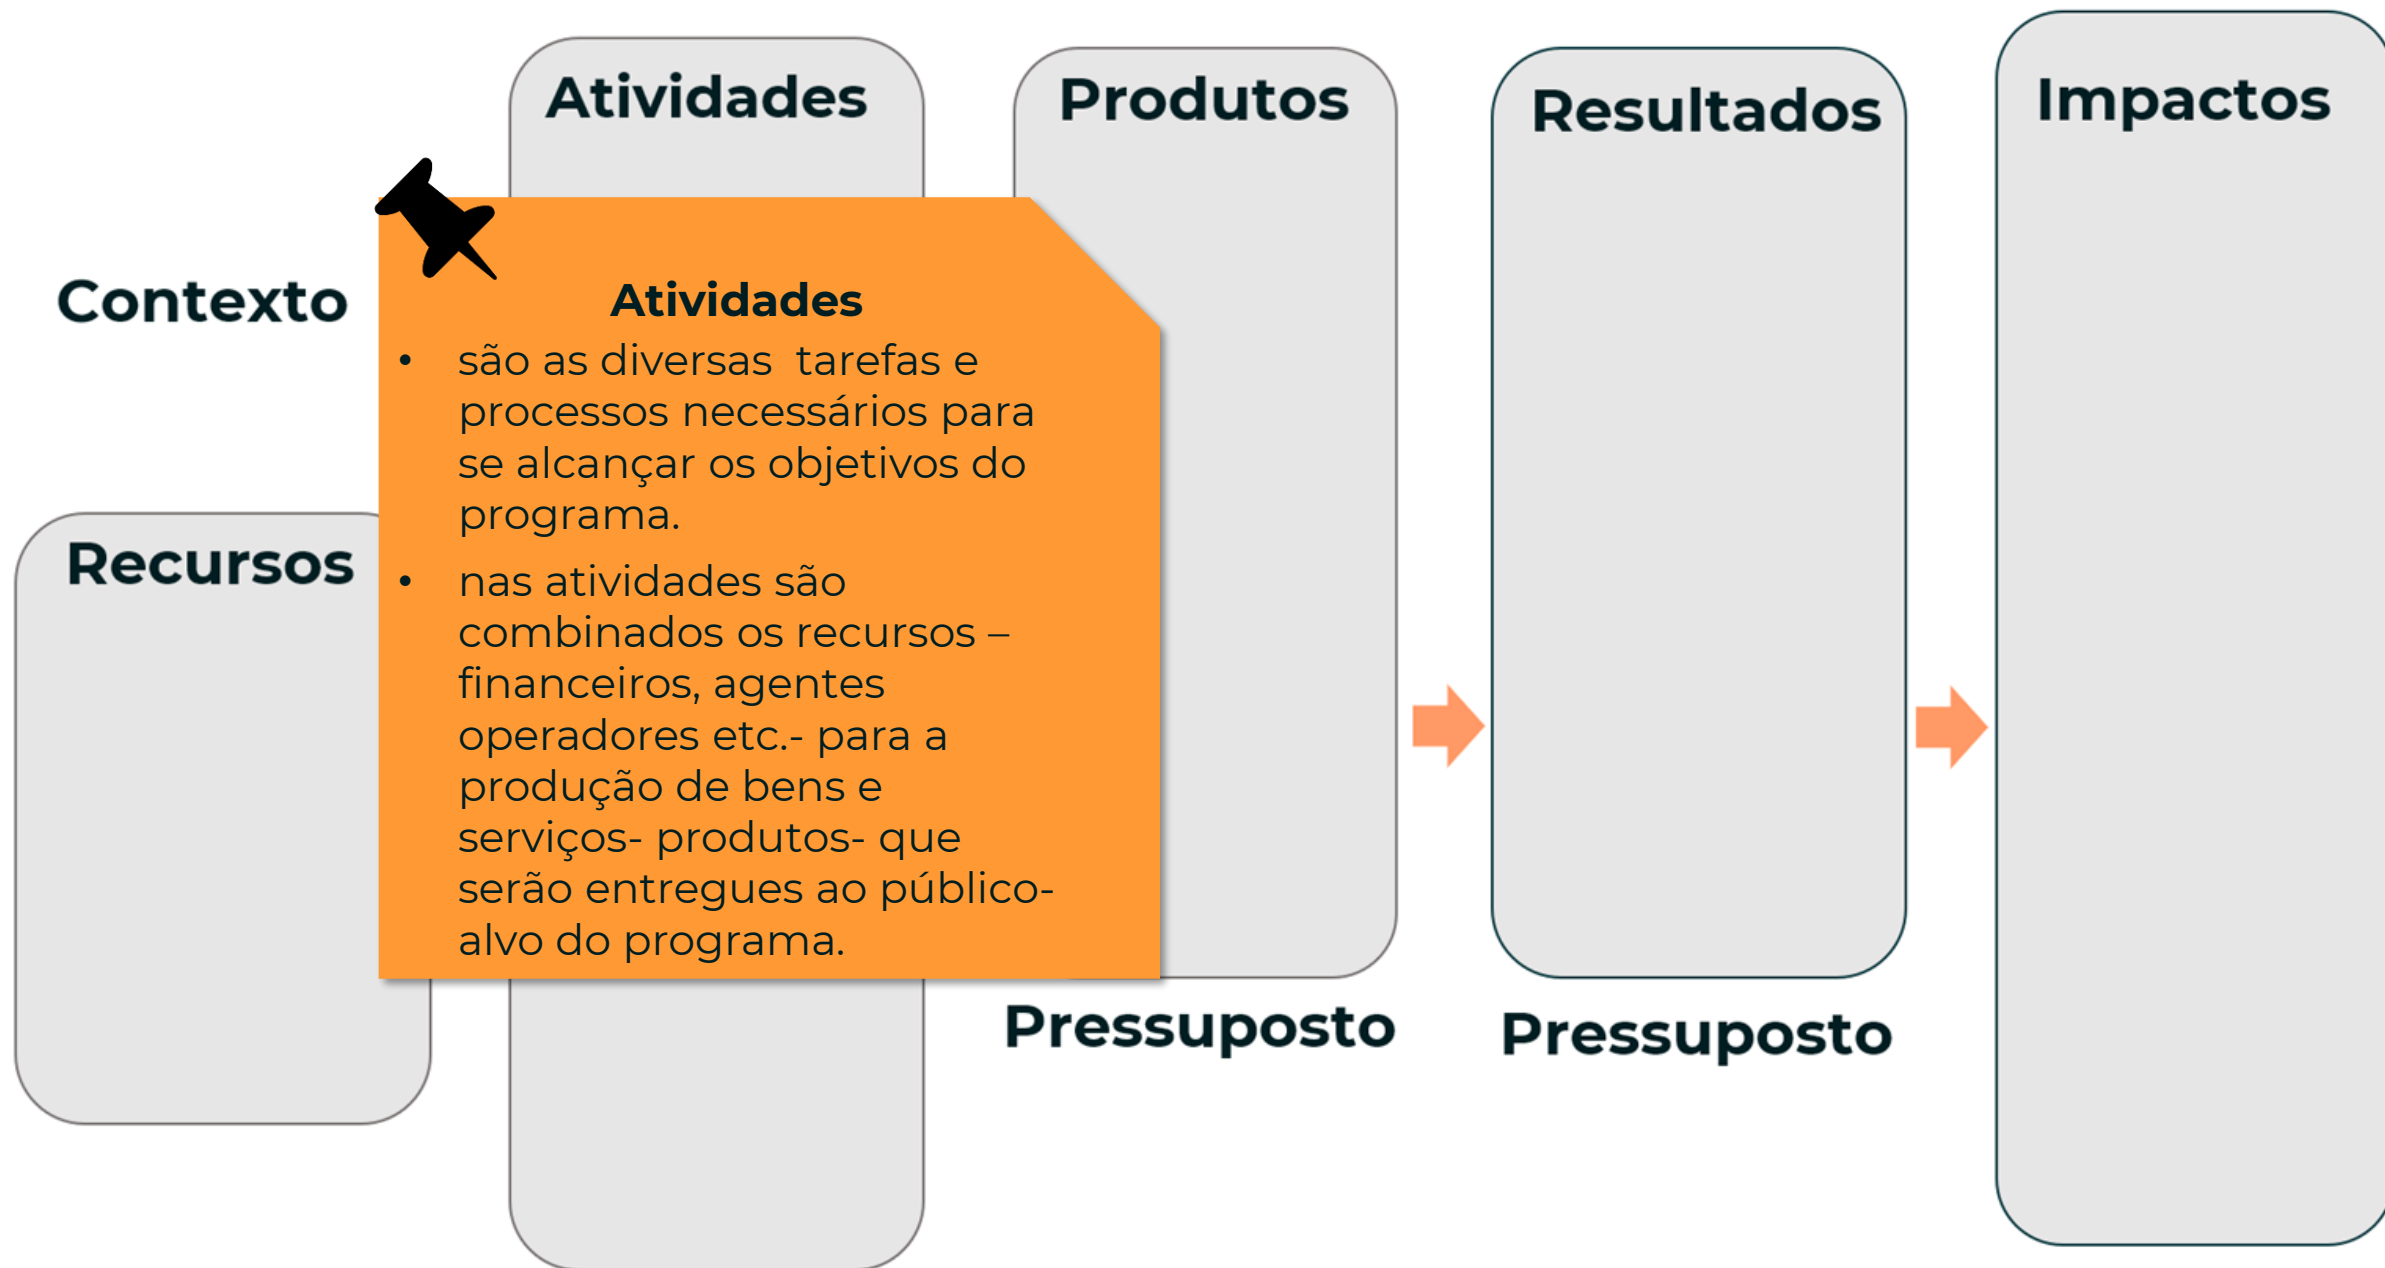 Atividades
Produtos
Resultados
Impactos
Contexto
Recursos
Atividades
• são as diversas  tarefas e
processos necessários para
se alcançar os objetivos do
programa.
• nas atividades são
combinados os recursos –
financeiros, agentes
operadores etc.- para a
produção de bens e
serviços- produtos- que
serão entregues ao público-
alvo do programa.
Pressuposto
Pressuposto